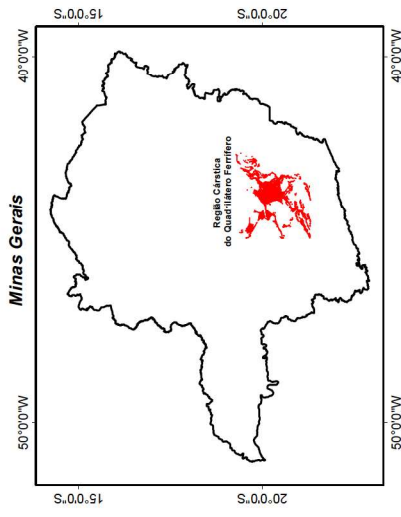 Minas Gerais
50°0'0"W
40°0'0"W
15°0'0"S
15°0'0"S
Região Cárstica
do Quadrilátero Ferrífero
20°0'0"S
20°0'0"S
50°0'0"W
40°0'0"W